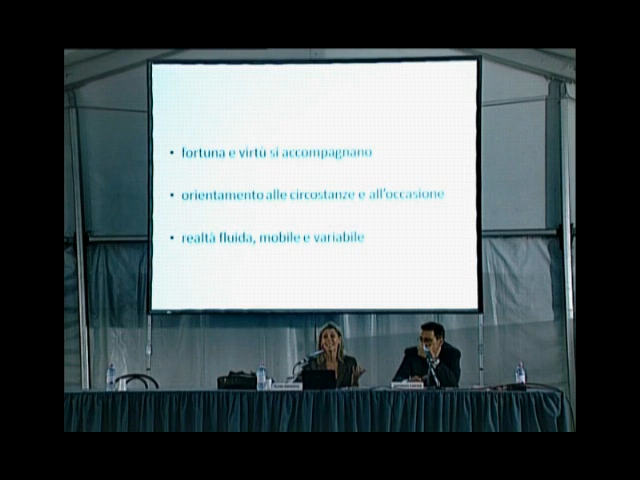 • fortuna e virtù si accompagnano
• orientamento alle circostanze e all'occasione
• realtà fluida, mobile e variabile